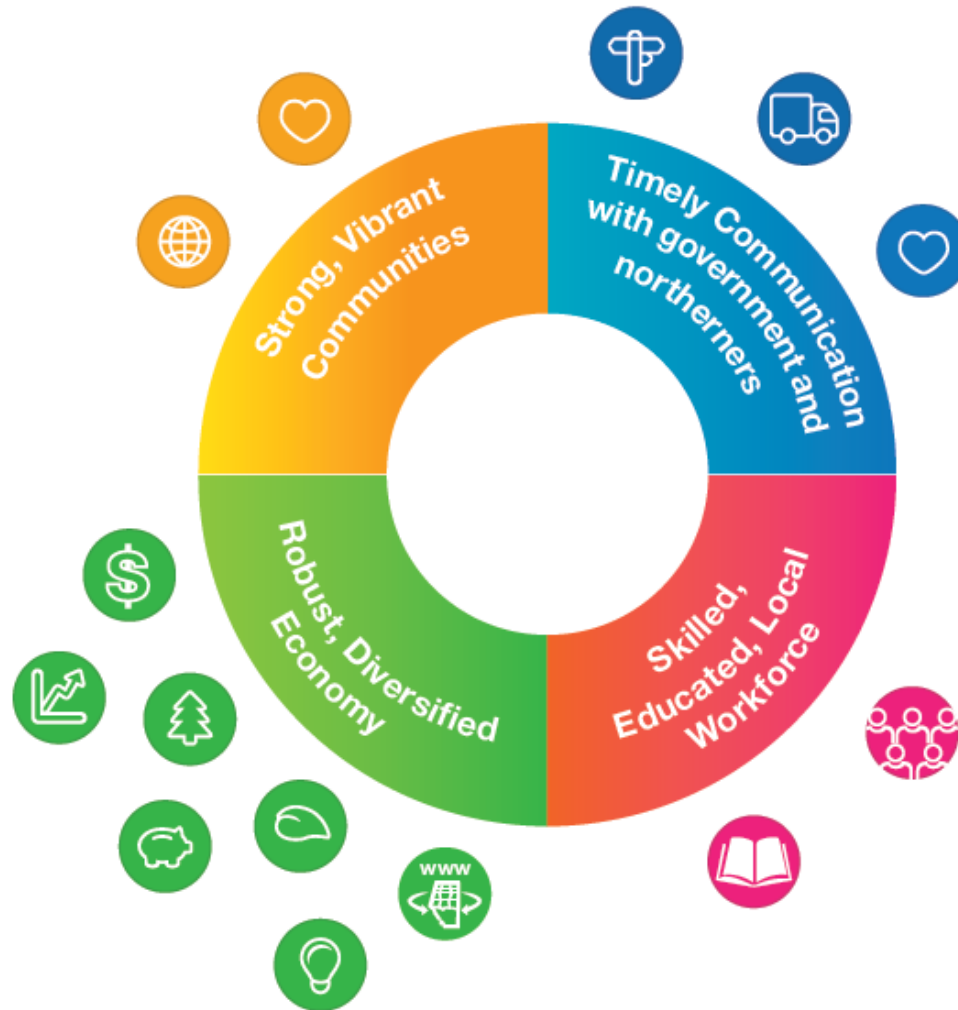 Strong, Vibrant
Communities
Timely Communication
with government and
northerners
Robust, Diversified
Economy
Skilled,
Educated, Local
Workforce
$
www